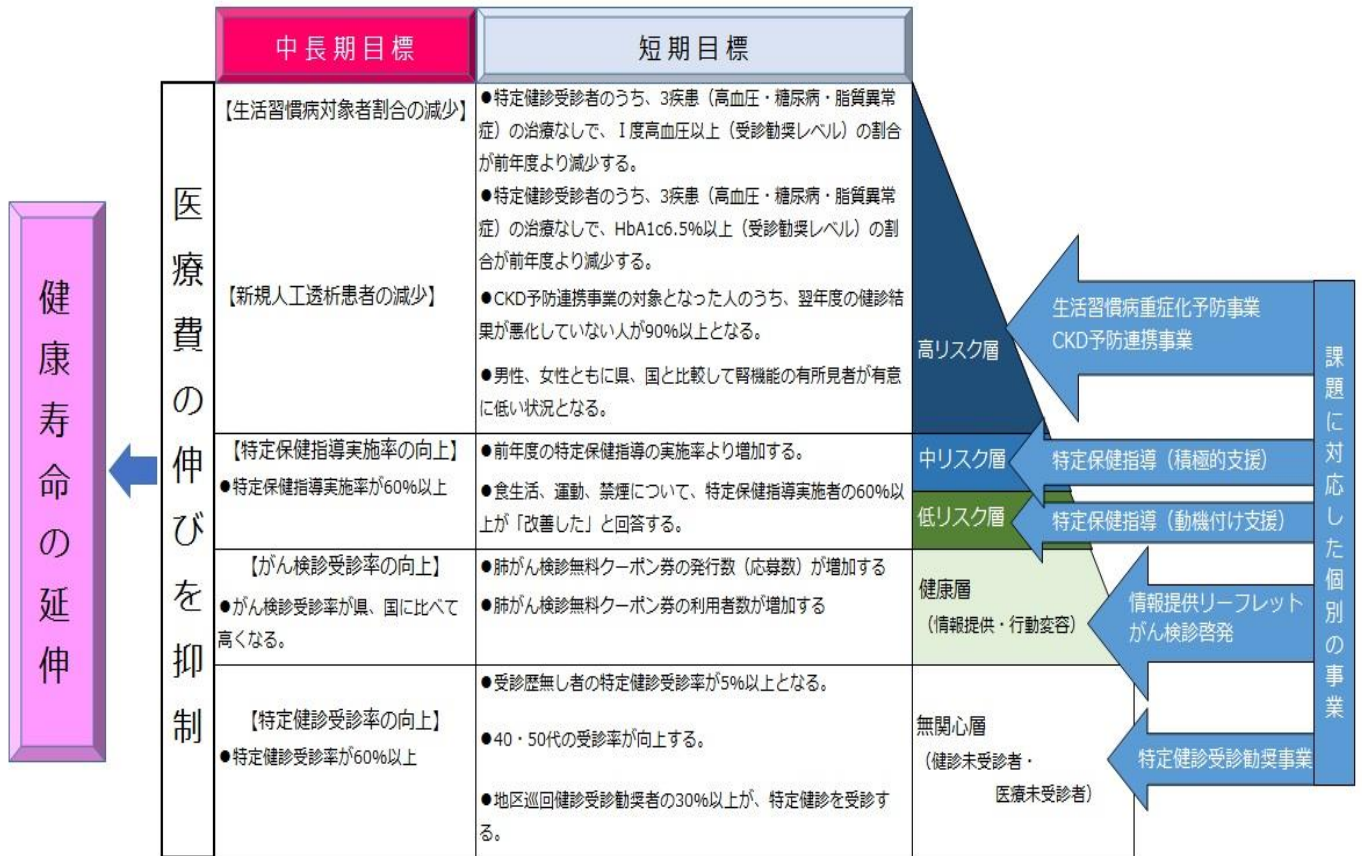 中長期目標
短期目標
健康寿命の延伸
医療費の伸びを抑制
【生活習慣病対象者割合の減少】
●特定健診受診者のうち、3疾患（高血圧・糖尿病・脂質異常
症）の治療なしで、Ⅰ度高血圧以上（受診勧奨レベル）の割合
が前年度より減少する。
●特定健診受診者のうち、3疾患（高血圧・糖尿病・脂質異常
症）の治療なしで、HbA1c6.5%以上（受診勧奨レベル）の割
合が前年度より減少する。
【新規人工透析患者の減少】
●CKD予防連携事業の対象となった人のうち、翌年度の健診結
果が悪化していない人が90%以上となる。
●男性、女性ともに県、国と比較して腎機能の有所見者が有意
に低い状況となる。
高リスク層
生活習慣病重症化予防事業
CKD予防連携事業
【特定保健指導実施率の向上】
●特定保健指導実施率が60%以上
●前年度の特定保健指導の実施率より増加する。
●食生活、運動、禁煙について、特定保健指導実施者の60%以
上が「改善した」と回答する。
中リスク層
特定保健指導（積極的支援）
低リスク層
特定保健指導（動機付け支援）
【がん検診受診率の向上】
●がん検診受診率が県、国に比べて
高くなる。
●肺がん検診無料クーポン券の発行数（応募数）が増加する
●肺がん検診無料クーポン券の利用者数が増加する
健康層
（情報提供・行動変容）
情報提供リーフレット
がん検診啓発
【特定健診受診率の向上】
●特定健診受診率が60%以上
●受診歴無し者の特定健診受診率が5%以上となる。
●40・50代の受診率が向上する。
●地区巡回健診受診勧奨者の30%以上が、特定健診を受診す
る。
無関心層
（健診未受診者・
医療未受診者）
特定健診受診勧奨事業
課題に対応した個別の事業